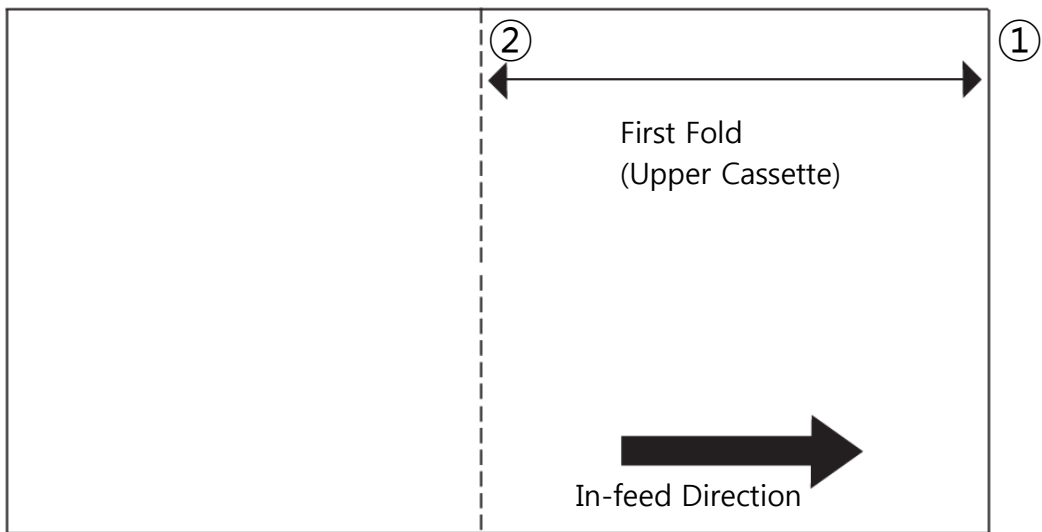 ② ①
First Fold
(Upper Cassette)
In-feed Direction